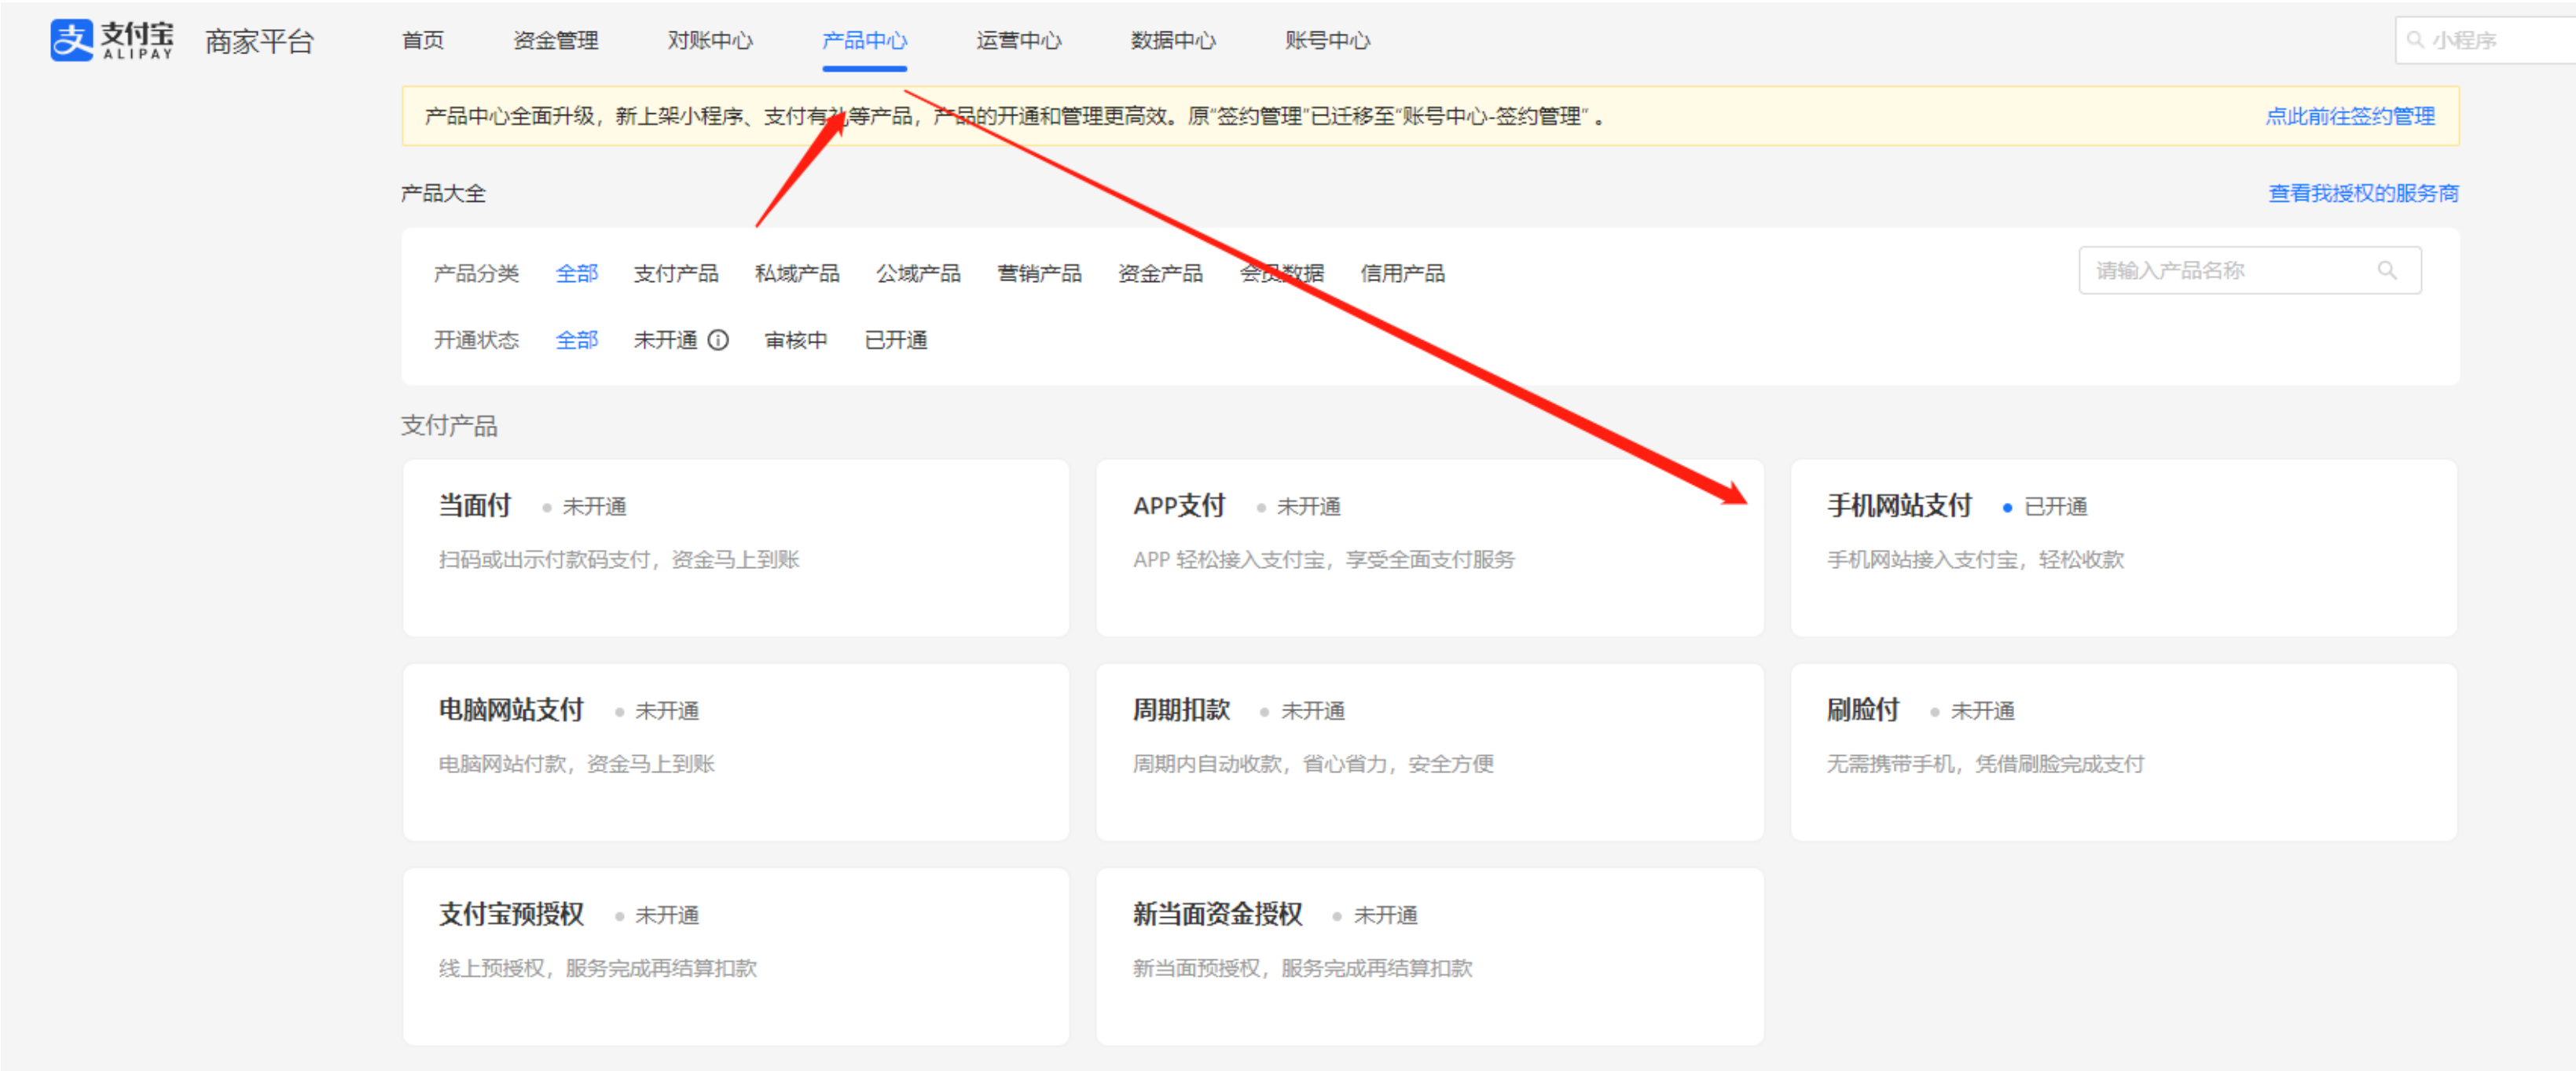 支付宝 ALIPAY 商家平台 首页 资金管理 对账中心 产品中心 运营中心 数据中心 账号中心 小程序
产品中心全面升级，新上架小程序、支付有礼等产品，产品的开通和管理更高效。原“签约管理”已迁移至“账号中心-签约管理”。 点此前往签约管理
产品大全 查看我授权的服务商
产品分类 全部 支付产品 私域产品 公域产品 营销产品 资金产品 会员数据 信用产品 请输入产品名称
开通状态 全部 未开通 审核中 已开通
支付产品
当面付 未开通 APP支付 未开通 手机网站支付 已开通
扫码或出示付款码支付，资金马上到账 APP 轻松接入支付宝，享受全面支付服务 手机网站接入支付宝，轻松收款
电脑网站支付 未开通 周期扣款 未开通 刷脸付 未开通
电脑网站付款，资金马上到账 周期内自动收款，省心省力，安全方便 无需携带手机，凭借刷脸完成支付
支付宝预授权 未开通 新当面资金授权 未开通
线上预授权，服务完成再结算扣款 新当面预授权，服务完成再结算扣款